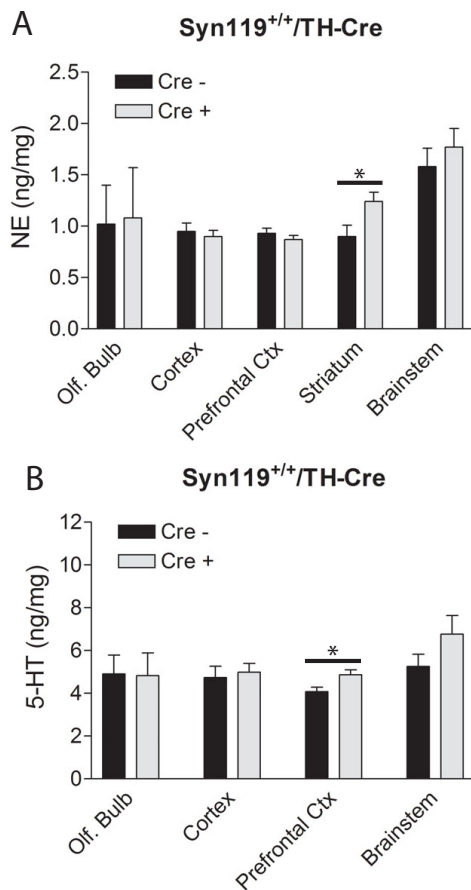 A
Syn119+/+/TH-Cre
NE (ng/mg)
2.5
2.0
1.5
1.0
0.5
0.0
Cre -
Cre +
*
Olf. Bulb
Cortex
Prefrontal Ctx
Striatum
Brainstem
B
Syn119+/+/TH-Cre
5-HT (ng/mg)
12
10
8
6
4
2
0
Cre -
Cre +
*
Olf. Bulb
Cortex
Prefrontal Ctx
Brainstem